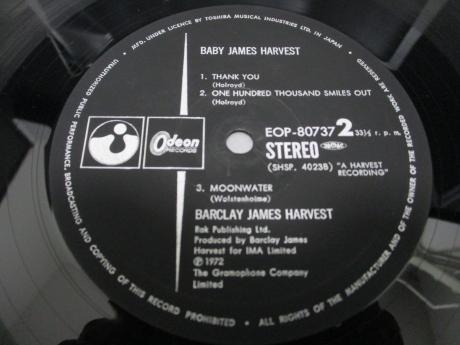 • MFD. UNDER LICENCE BY TOSHIBA MUSICAL INDUSTRIES LTD. IN JAPAN •
UNAUTHORIZED PUBLIC PERFORMANCE, BROADCASTING AND COPYING OF THIS RECORD PROHIBITED • ALL RIGHTS OF THE MANUFACTURER AND OF THE OWNER OF THE RECORDED WORK ARE RESERVED
BABY JAMES HARVEST
1. THANK YOU
(Holroyd)
2. ONE HUNDRED THOUSAND SMILES OUT
(Holroyd)
Odeon
RECORDS
EOP-80737 2 33⅓ r. p. m.
STEREO
(SHSP. 4023B) "A HARVEST
RECORDING"
3. MOONWATER
(Wolstenholme)
BARCLAY JAMES HARVEST
Rak Publishing Ltd.
Produced by Barclay James
Harvest for IMA Limited
℗1972
The Gramophone Company
Limited